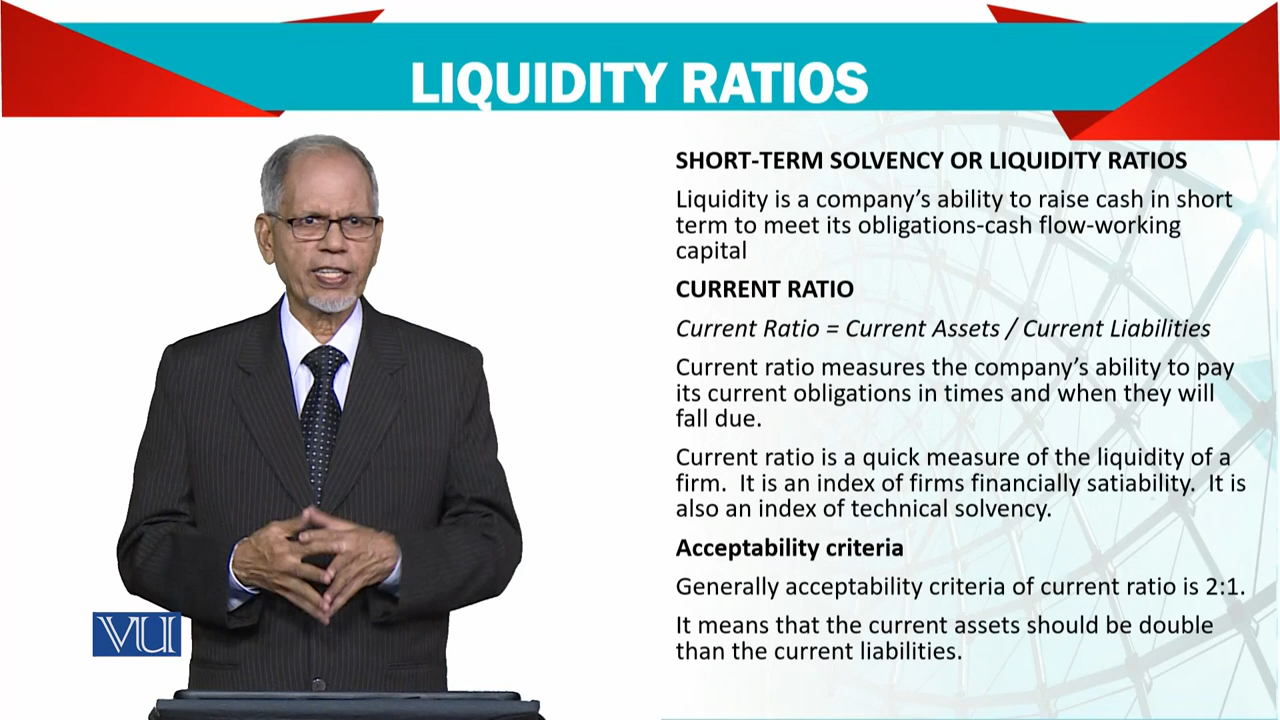 LIQUIDITY RATIOS
SHORT-TERM SOLVENCY OR LIQUIDITY RATIOS
Liquidity is a company’s ability to raise cash in short
term to meet its obligations-cash flow-working
capital
CURRENT RATIO
Current Ratio = Current Assets / Current Liabilities
Current ratio measures the company’s ability to pay
its current obligations in times and when they will
fall due.
Current ratio is a quick measure of the liquidity of a
firm.  It is an index of firms financially satiability.  It is
also an index of technical solvency.
Acceptability criteria
Generally acceptability criteria of current ratio is 2:1.
It means that the current assets should be double
than the current liabilities.
VU